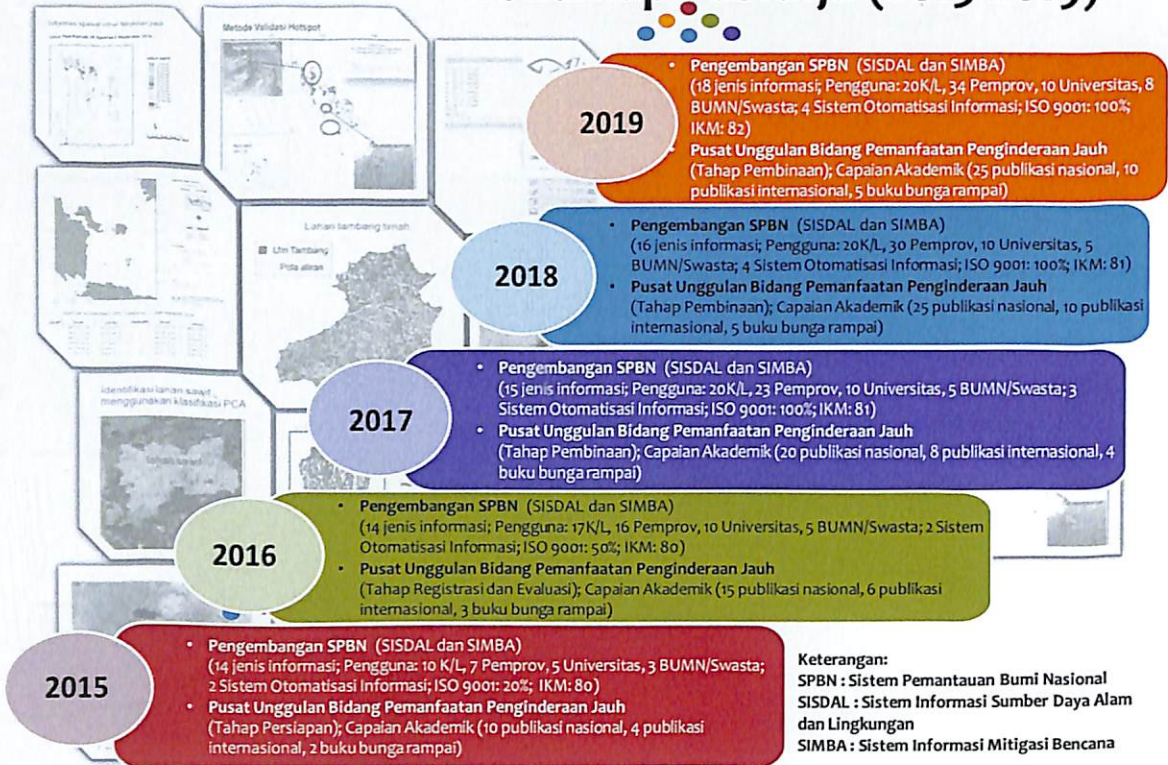 (2015-2019)
Metode Validasi Hotspot
2019
• Pengembangan SPBN (SISDAL dan SIMBA)
(18 jenis informasi; Pengguna: 20K/L, 34 Pemprov, 10 Universitas, 8
BUMN/Swasta; 4 Sistem Otomatisasi Informasi; ISO 9001: 100%;
IKM: 82)
Pusat Unggulan Bidang Pemanfaatan Penginderaan Jauh
(Tahap Pembinaan); Capaian Akademik (25 publikasi nasional, 10
publikasi internasional, 5 buku bunga rampai)
Lahan tambang timah
Pola aliran
2018
• Pengembangan SPBN (SISDAL dan SIMBA)
(16 jenis informasi; Pengguna: 20K/L, 30 Pemprov, 10 Universitas, 5
BUMN/Swasta; 4 Sistem Otomatisasi Informasi; ISO 9001: 100%; IKM: 81)
• Pusat Unggulan Bidang Pemanfaatan Penginderaan Jauh
(Tahap Pembinaan); Capaian Akademik (25 publikasi nasional, 10 publikasi
internasional, 5 buku bunga rampai)
Identifikasi lahan sawit
menggunakan klasifikasi PCA
lahan sawit
2017
• Pengembangan SPBN (SISDAL dan SIMBA)
(15 jenis informasi; Pengguna: 20K/L, 23 Pemprov, 10 Universitas, 5 BUMN/Swasta; 3
Sistem Otomatisasi Informasi; ISO 9001: 100%; IKM: 81)
• Pusat Unggulan Bidang Pemanfaatan Penginderaan Jauh
(Tahap Pembinaan); Capaian Akademik (20 publikasi nasional, 8 publikasi internasional, 4
buku bunga rampai)
2016
• Pengembangan SPBN (SISDAL dan SIMBA)
(14 jenis informasi; Pengguna: 17K/L, 16 Pemprov, 10 Universitas, 5 BUMN/Swasta; 2 Sistem
Otomatisasi Informasi; ISO 9001: 50%; IKM: 80)
• Pusat Unggulan Bidang Pemanfaatan Penginderaan Jauh
(Tahap Registrasi dan Evaluasi); Capaian Akademik (15 publikasi nasional, 6 publikasi
internasional, 3 buku bunga rampai)
2015
• Pengembangan SPBN (SISDAL dan SIMBA)
(14 jenis informasi; Pengguna: 10 K/L, 7 Pemprov, 5 Universitas, 3 BUMN/Swasta;
2 Sistem Otomatisasi Informasi; ISO 9001: 20%; IKM: 80)
• Pusat Unggulan Bidang Pemanfaatan Penginderaan Jauh
(Tahap Persiapan); Capaian Akademik (10 publikasi nasional, 4 publikasi
internasional, 2 buku bunga rampai)
Keterangan:
SPBN : Sistem Pemantauan Bumi Nasional
SISDAL : Sistem Informasi Sumber Daya Alam
dan Lingkungan
SIMBA : Sistem Informasi Mitigasi Bencana